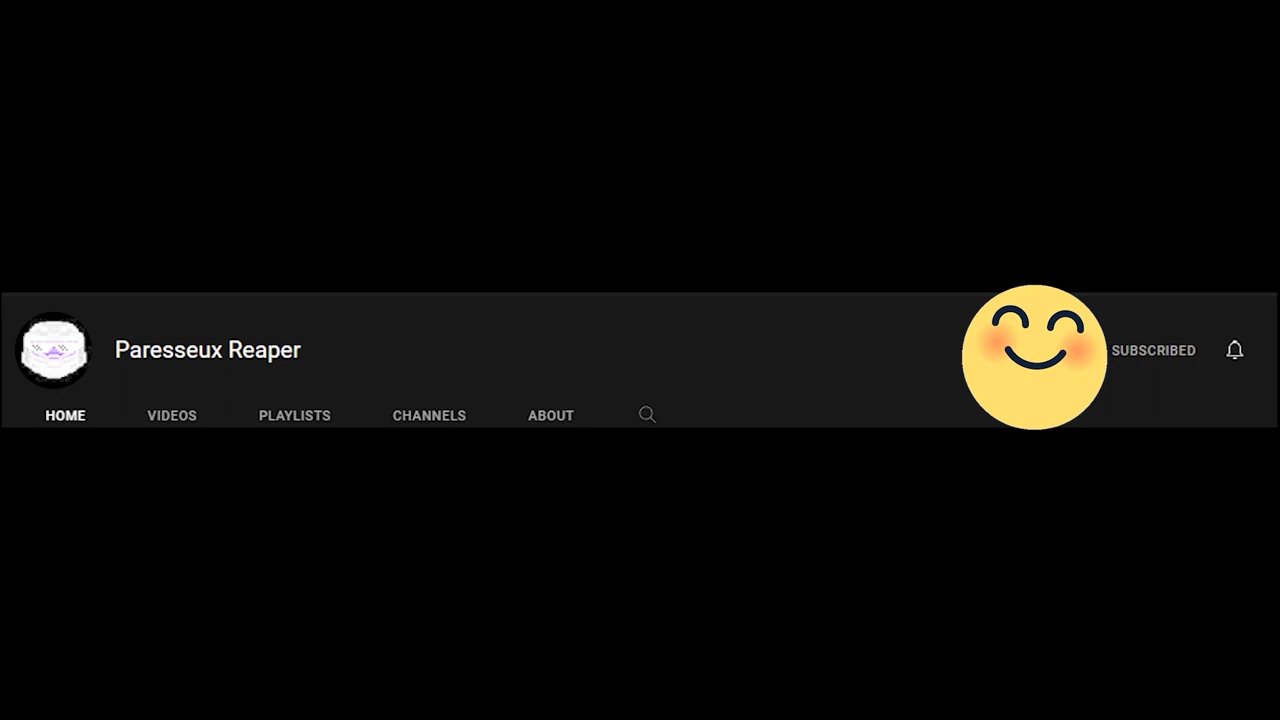 Paresseux Reaper
SUBSCRIBED
HOME VIDEOS PLAYLISTS CHANNELS ABOUT